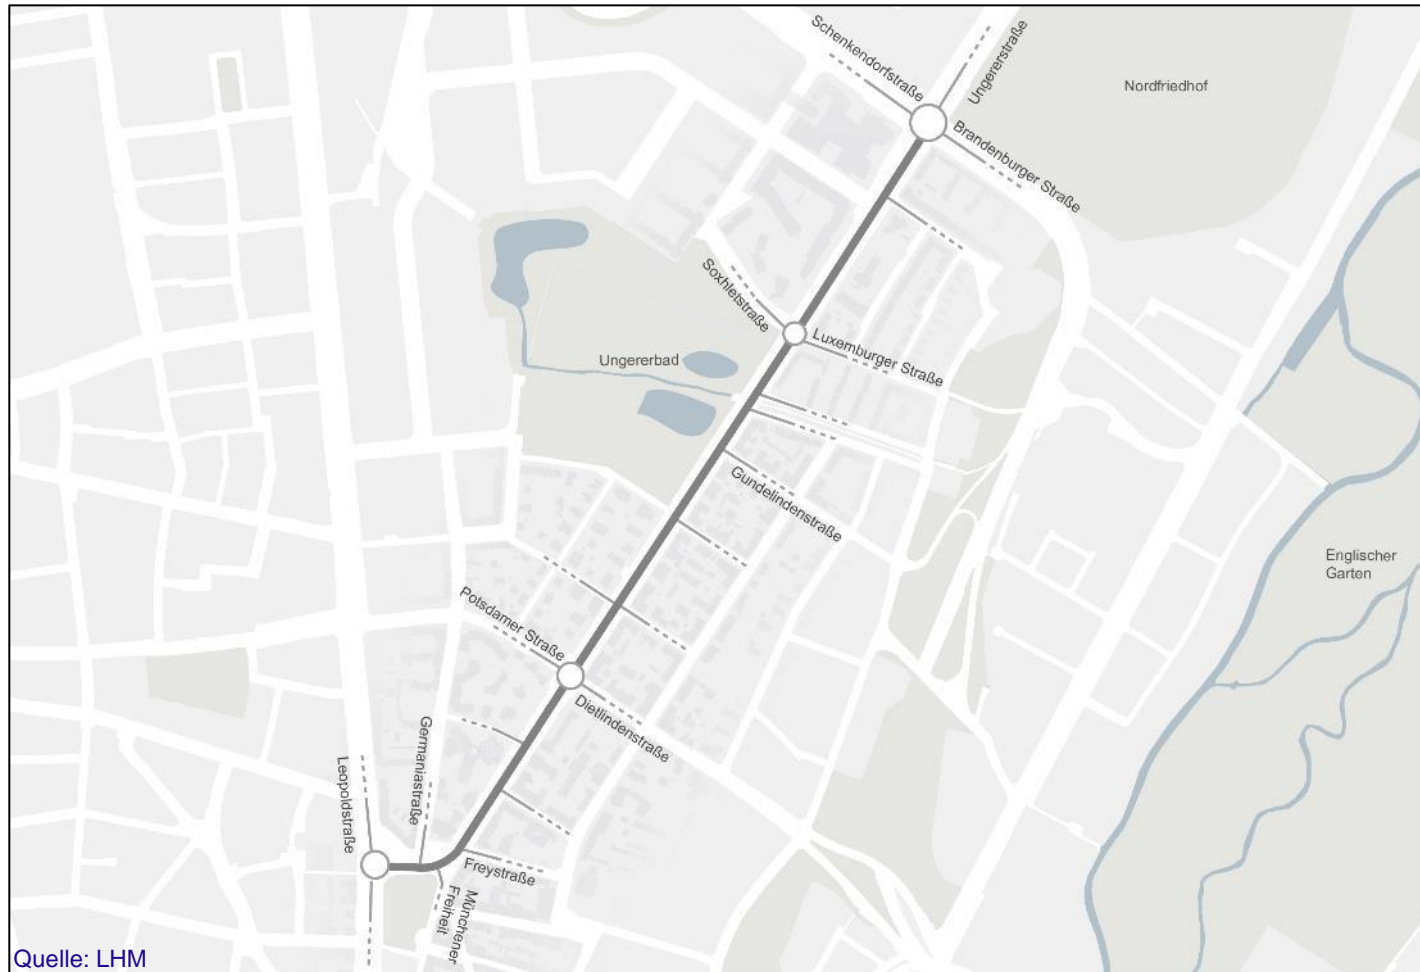 Schenkendorfstraße
Ungererstraße
Nordfriedhof
Brandenburger Straße
Soxhletstraße
Luxemburger Straße
Ungererbad
Gundelindenstraße
Englischer
Garten
Potsdamer Straße
Dietlindenstraße
Germaniastraße
Leopoldstraße
Freystraße
Münchener
Freiheit
Quelle: LHM